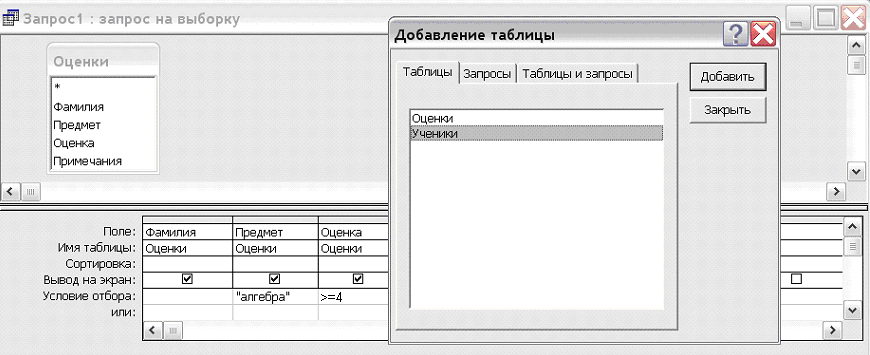 Запрос1 : запрос на выборку
Оценки
*
Фамилия
Предмет
Оценка
Примечания
Добавление таблицы
Таблицы Запросы Таблицы и запросы
Оценки
Ученики
Добавить
Закрыть
Поле: Фамилия Предмет Оценка
Имя таблицы: Оценки Оценки Оценки
Сортировка:
Вывод на экран:
Условие отбора: "алгебра" >=4
или: